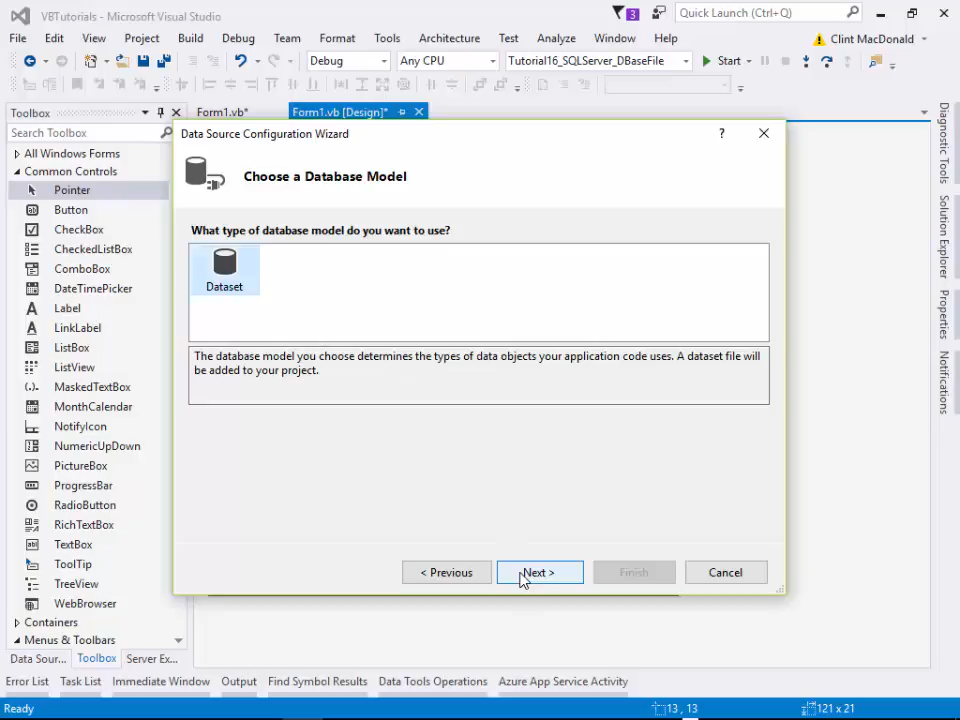 VBTutorials - Microsoft Visual Studio
3
Quick Launch (Ctrl+Q)
File Edit View Project Build Debug Team Format Tools Architecture Test Analyze Window Help
Clint MacDonald
Debug Any CPU Tutorial16_SQLServer_DBaseFile Start
Toolbox
Form1.vb* Form1.vb [Design]*
Search Toolbox
All Windows Forms
Common Controls
Pointer
Button
CheckBox
CheckedListBox
ComboBox
DateTimePicker
Label
LinkLabel
ListBox
ListView
MaskedTextBox
MonthCalendar
NotifyIcon
NumericUpDown
PictureBox
ProgressBar
RadioButton
RichTextBox
TextBox
ToolTip
TreeView
WebBrowser
Containers
Menus & Toolbars
Data Sour... Toolbox Server Ex...
Data Source Configuration Wizard
?
Choose a Database Model
What type of database model do you want to use?
Dataset
The database model you choose determines the types of data objects your application code uses. A dataset file will
be added to your project.
< Previous Next > Finish Cancel
Diagnostic Tools
Solution Explorer
Properties
Notifications
Error List Task List Immediate Window Output Find Symbol Results Data Tools Operations Azure App Service Activity
Ready 13 , 13 121 x 21